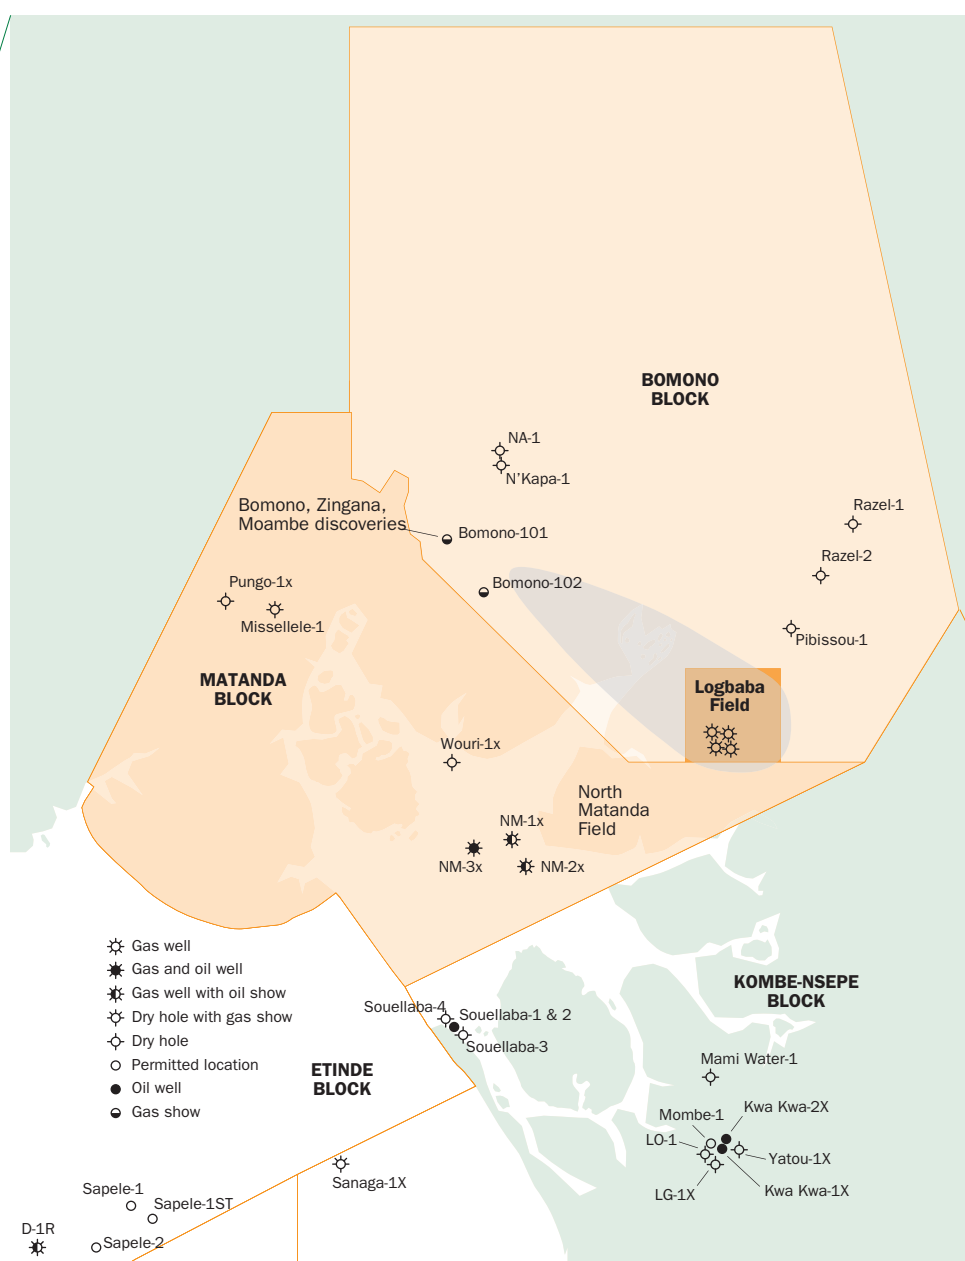 BOMONO
BLOCK
NA-1
N’Kapa-1
Razel-1
Bomono, Zingana,
Moambe discoveries
Bomono-101
Razel-2
Pungo-1x
Bomono-102
Missellele-1
Pibissou-1
MATANDA
BLOCK
Logbaba
Field
Wouri-1x
North
Matanda
Field
NM-1x
NM-3x
NM-2x
Gas well
Gas and oil well
Gas well with oil show
Dry hole with gas show
Dry hole
Permitted location
Oil well
Gas show
KOMBE-NSEPE
BLOCK
Souellaba-4
Souellaba-1 & 2
Souellaba-3
ETINDE
BLOCK
Mami Water-1
Mombe-1
Kwa Kwa-2X
LO-1
Yatou-1X
LG-1X
Kwa Kwa-1X
Sanaga-1X
Sapele-1
Sapele-1ST
D-1R
Sapele-2